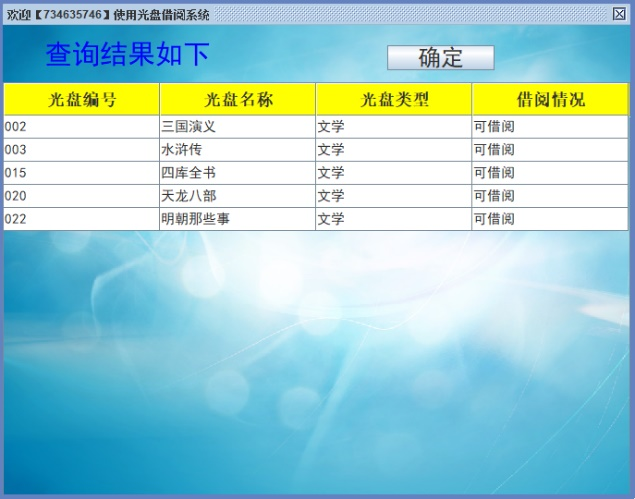 欢迎【734635746】使用光盘借阅系统
查询结果如下 确定
光盘编号 光盘名称 光盘类型 借阅情况
002 三国演义 文学 可借阅
003 水浒传 文学 可借阅
015 四库全书 文学 可借阅
020 天龙八部 文学 可借阅
022 明朝那些事 文学 可借阅